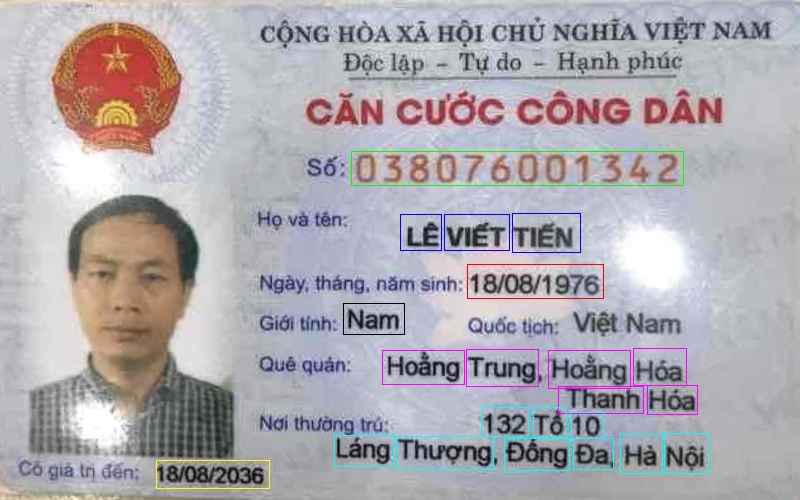 CỘNG HÒA XÃ HỘI CHỦ NGHĨA VIỆT NAM
Độc lập – Tự do – Hạnh phúc
CĂN CƯỚC CÔNG DÂN
Số: 038076001342
Họ và tên:
LÊ VIẾT TIẾN
Ngày, tháng, năm sinh: 18/08/1976
Giới tính: Nam Quốc tịch: Việt Nam
Quê quán: Hoằng Trung, Hoằng Hóa
Thanh Hóa
Nơi thường trú: 132 Tổ 10
Láng Thượng, Đống Đa, Hà Nội
Có giá trị đến: 18/08/2036